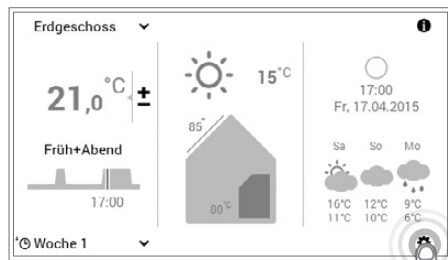 Erdgeschoss
21,0 °C ±
Früh+Abend
17:00
Woche 1
15°C
85°
80°C
17:00
Fr, 17.04.2015
Sa So Mo
16°C 12°C 9°C
11°C 10°C 6°C